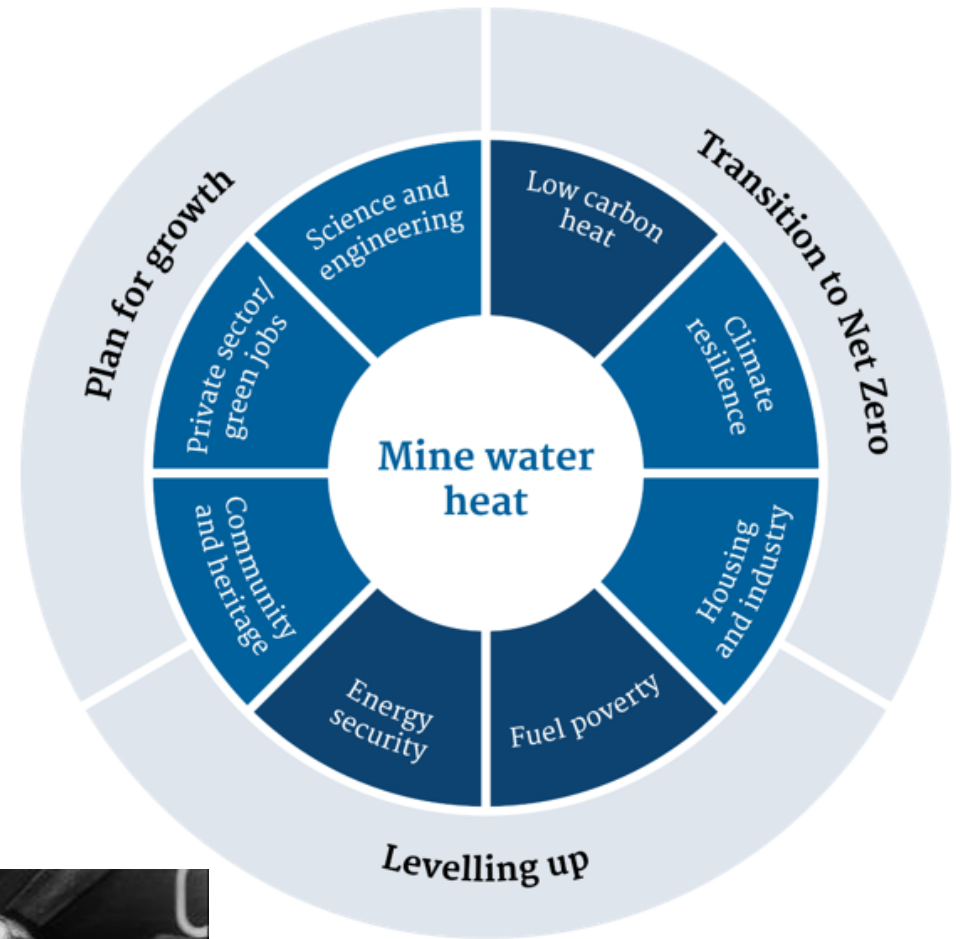 Plan for growth
Transition to Net Zero
Levelling up
Science and
engineering
Low carbon
heat
Climate
resilience
Housing
and industry
Fuel poverty
Energy
security
Community
and heritage
Private sector/
green jobs
Mine water
heat